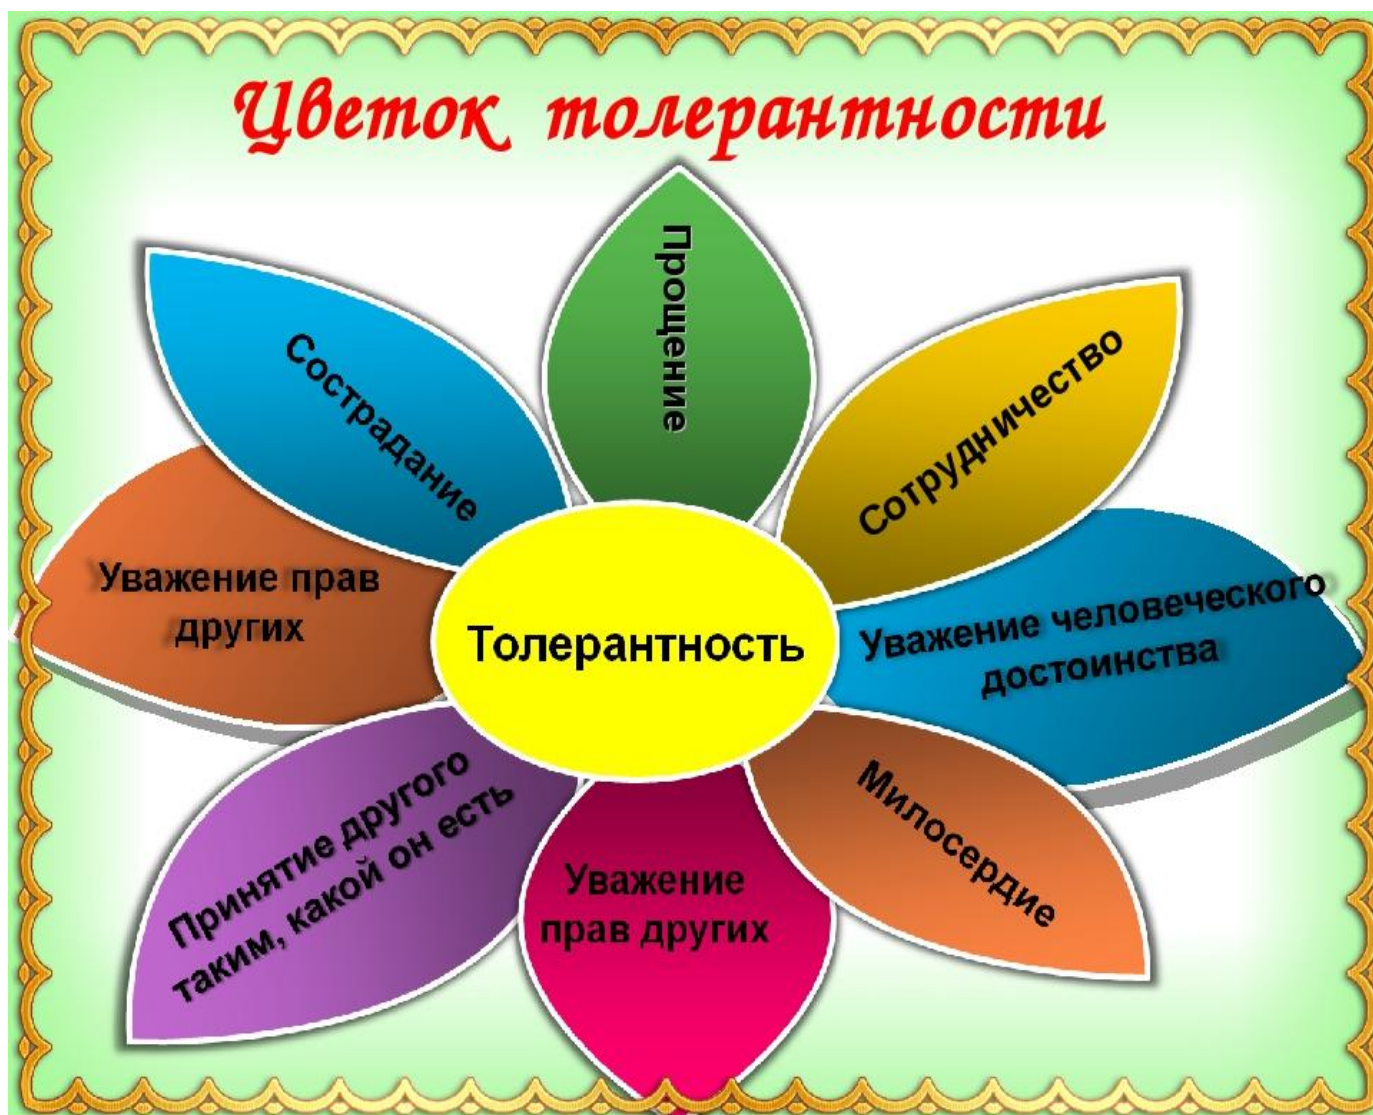 Цветок толерантности
Прощение
Сострадание
Сотрудничество
Уважение прав
других
Толерантность
Уважение человеческого
достоинства
Принятие другого
таким, какой он есть
Уважение
прав других
Милосердие